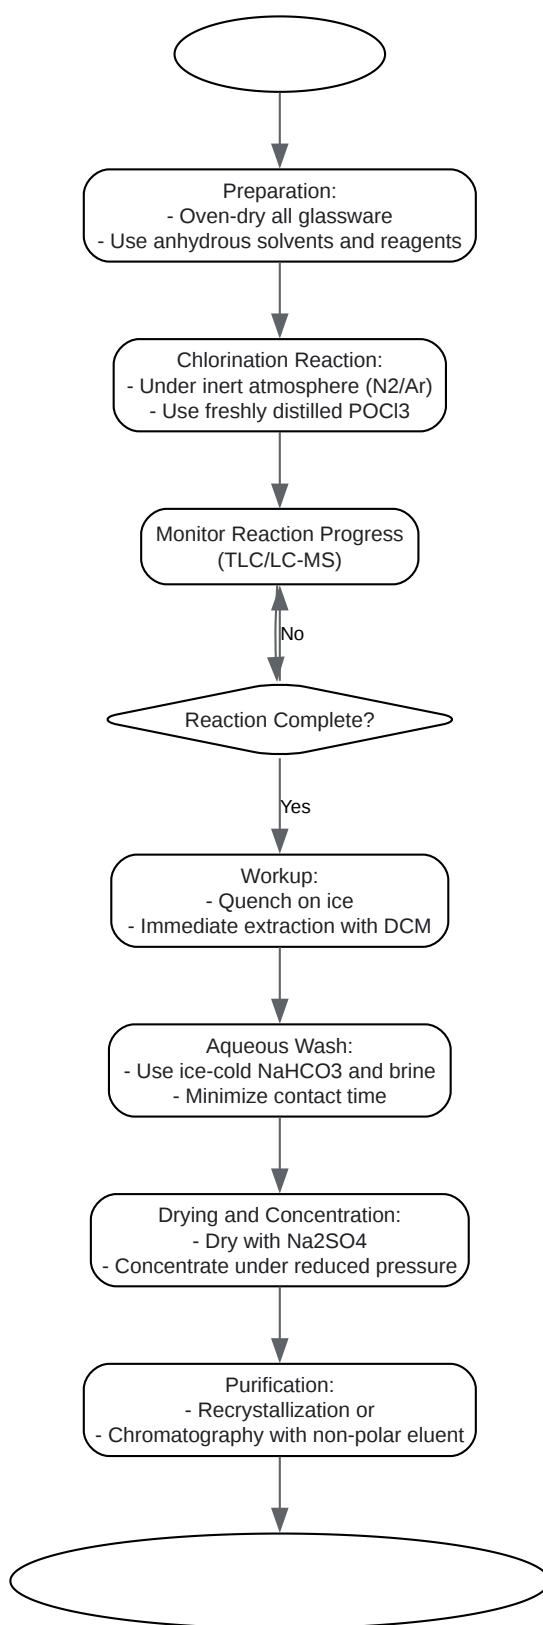 Preparation:
- Oven-dry all glassware
- Use anhydrous solvents and reagents
Chlorination Reaction:
- Under inert atmosphere (N2/Ar)
- Use freshly distilled POCl3
Monitor Reaction Progress
(TLC/LC-MS)
No
Reaction Complete?
Yes
Workup:
- Quench on ice
- Immediate extraction with DCM
Aqueous Wash:
- Use ice-cold NaHCO3 and brine
- Minimize contact time
Drying and Concentration:
- Dry with Na2SO4
- Concentrate under reduced pressure
Purification:
- Recrystallization or
- Chromatography with non-polar eluent